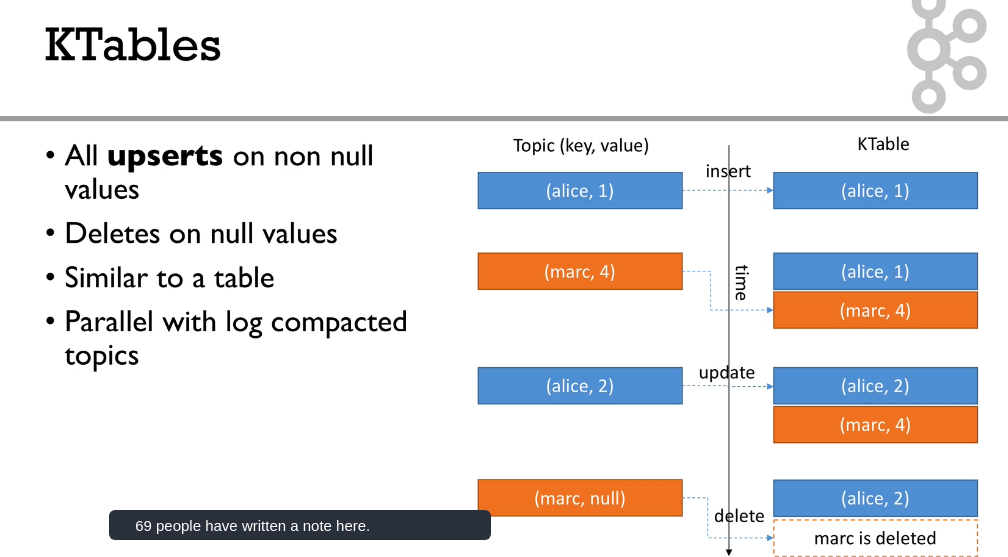 KTables
• All upserts on non null
values
• Deletes on null values
• Similar to a table
• Parallel with log compacted
topics
Topic (key, value)
KTable
insert
(alice, 1)
(alice, 1)
time
(marc, 4)
(alice, 1)
(marc, 4)
update
(alice, 2)
(alice, 2)
(marc, 4)
(marc, null)
(alice, 2)
delete
marc is deleted
69 people have written a note here.